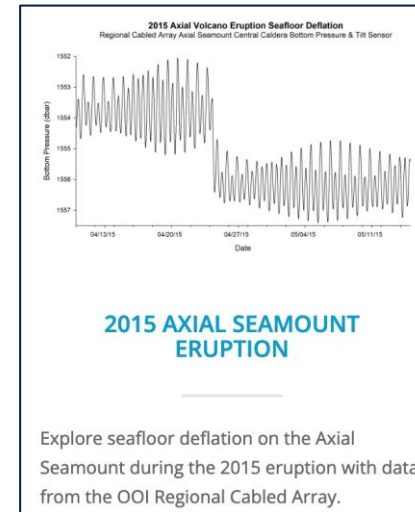 2015 Axial Volcano Eruption Seafloor Deflation
Regional Cabled Array Axial Seamount Central Caldera Bottom Pressure & Tilt Sensor
Bottom Pressure (dbar)
1552
1553
1554
1555
1556
1557
04/13/15 04/20/15 04/27/15 05/04/15 05/11/15
Date
2015 AXIAL SEAMOUNT
ERUPTION
Explore seafloor deflation on the Axial
Seamount during the 2015 eruption with data
from the OOI Regional Cabled Array.